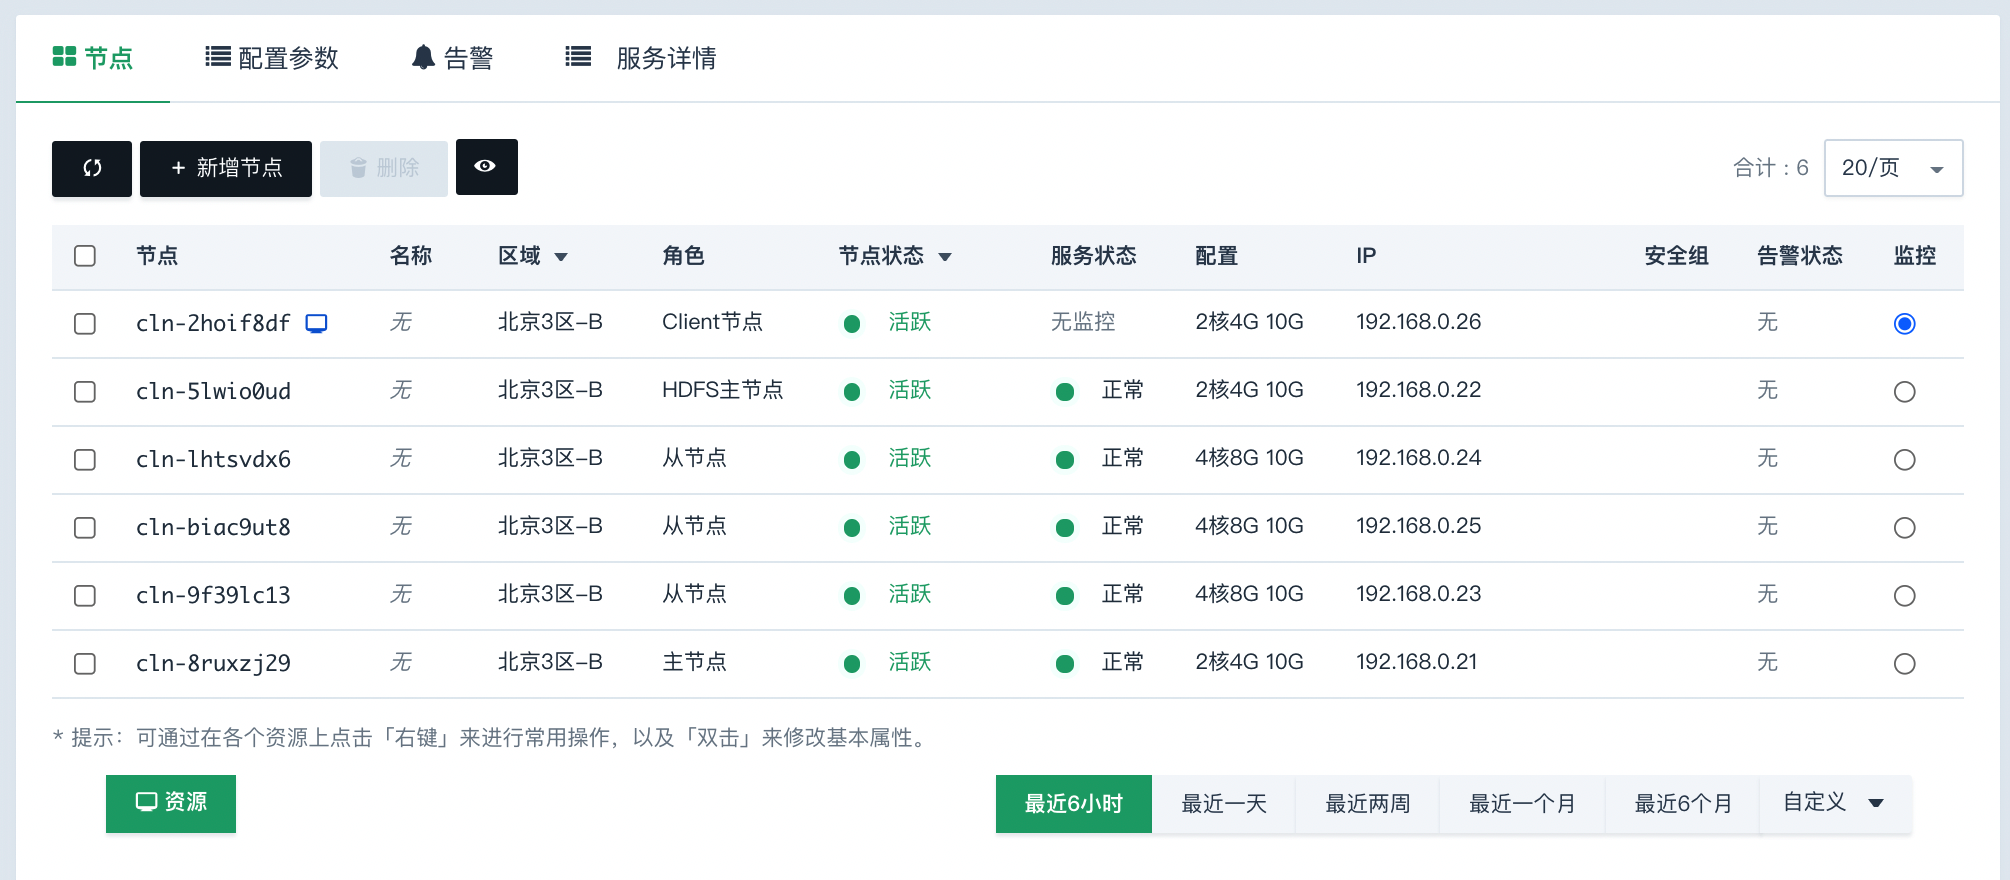 节点 配置参数 告警 服务详情
+ 新增节点 删除 合计：6 20/页
节点 名称 区域 角色 节点状态 服务状态 配置 IP 安全组 告警状态 监控
cln-2hoif8df 无 北京3区-B Client节点 活跃 无监控 2核4G 10G 192.168.0.26 无
cln-5lwio0ud 无 北京3区-B HDFS主节点 活跃 正常 2核4G 10G 192.168.0.22 无
cln-lhtsvdx6 无 北京3区-B 从节点 活跃 正常 4核8G 10G 192.168.0.24 无
cln-biac9ut8 无 北京3区-B 从节点 活跃 正常 4核8G 10G 192.168.0.25 无
cln-9f39lc13 无 北京3区-B 从节点 活跃 正常 4核8G 10G 192.168.0.23 无
cln-8ruxzj29 无 北京3区-B 主节点 活跃 正常 2核4G 10G 192.168.0.21 无
* 提示：可通过在各个资源上点击「右键」来进行常用操作，以及「双击」来修改基本属性。
资源 最近6小时 最近一天 最近两周 最近一个月 最近6个月 自定义